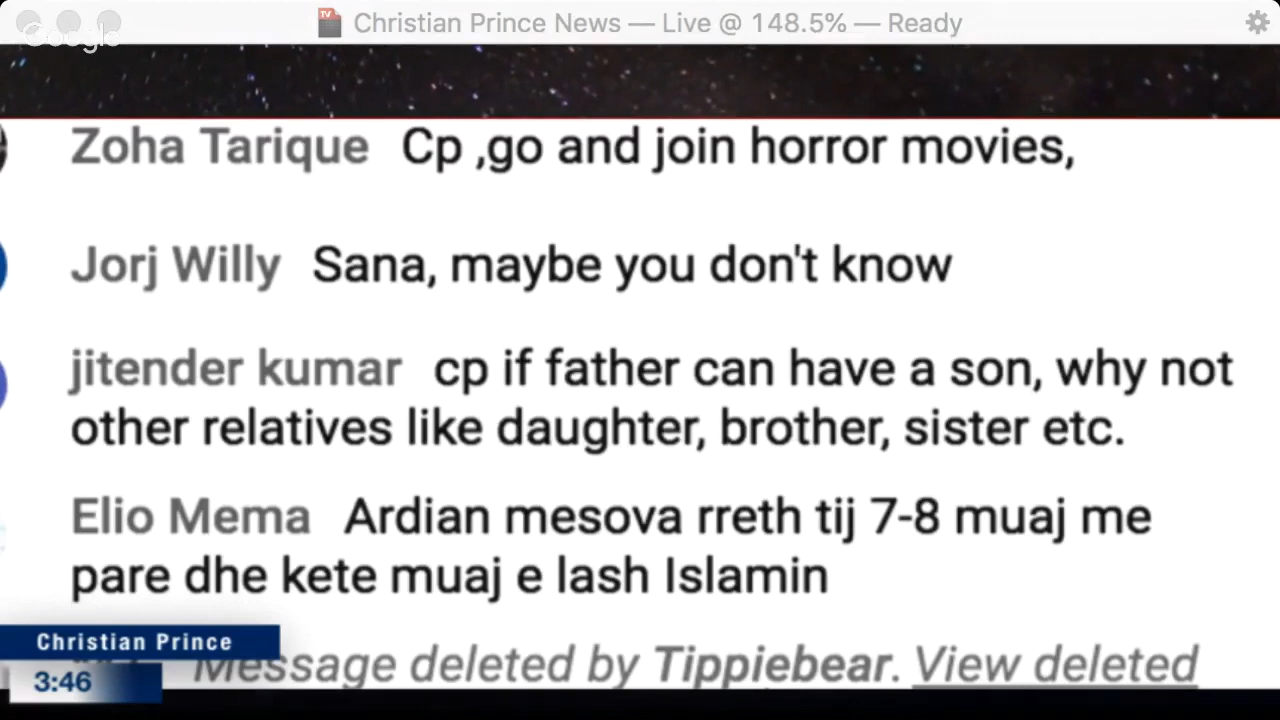 Christian Prince News — Live @ 148.5% — Ready
Google
Zoha Tarique Cp ,go and join horror movies,
Jorj Willy Sana, maybe you don't know
jitender kumar cp if father can have a son, why not
other relatives like daughter, brother, sister etc.
Elio Mema Ardian mesova rreth tij 7-8 muaj me
pare dhe kete muaj e lash Islamin
Christian Prince
Message deleted by Tippiebear. View deleted
3:46